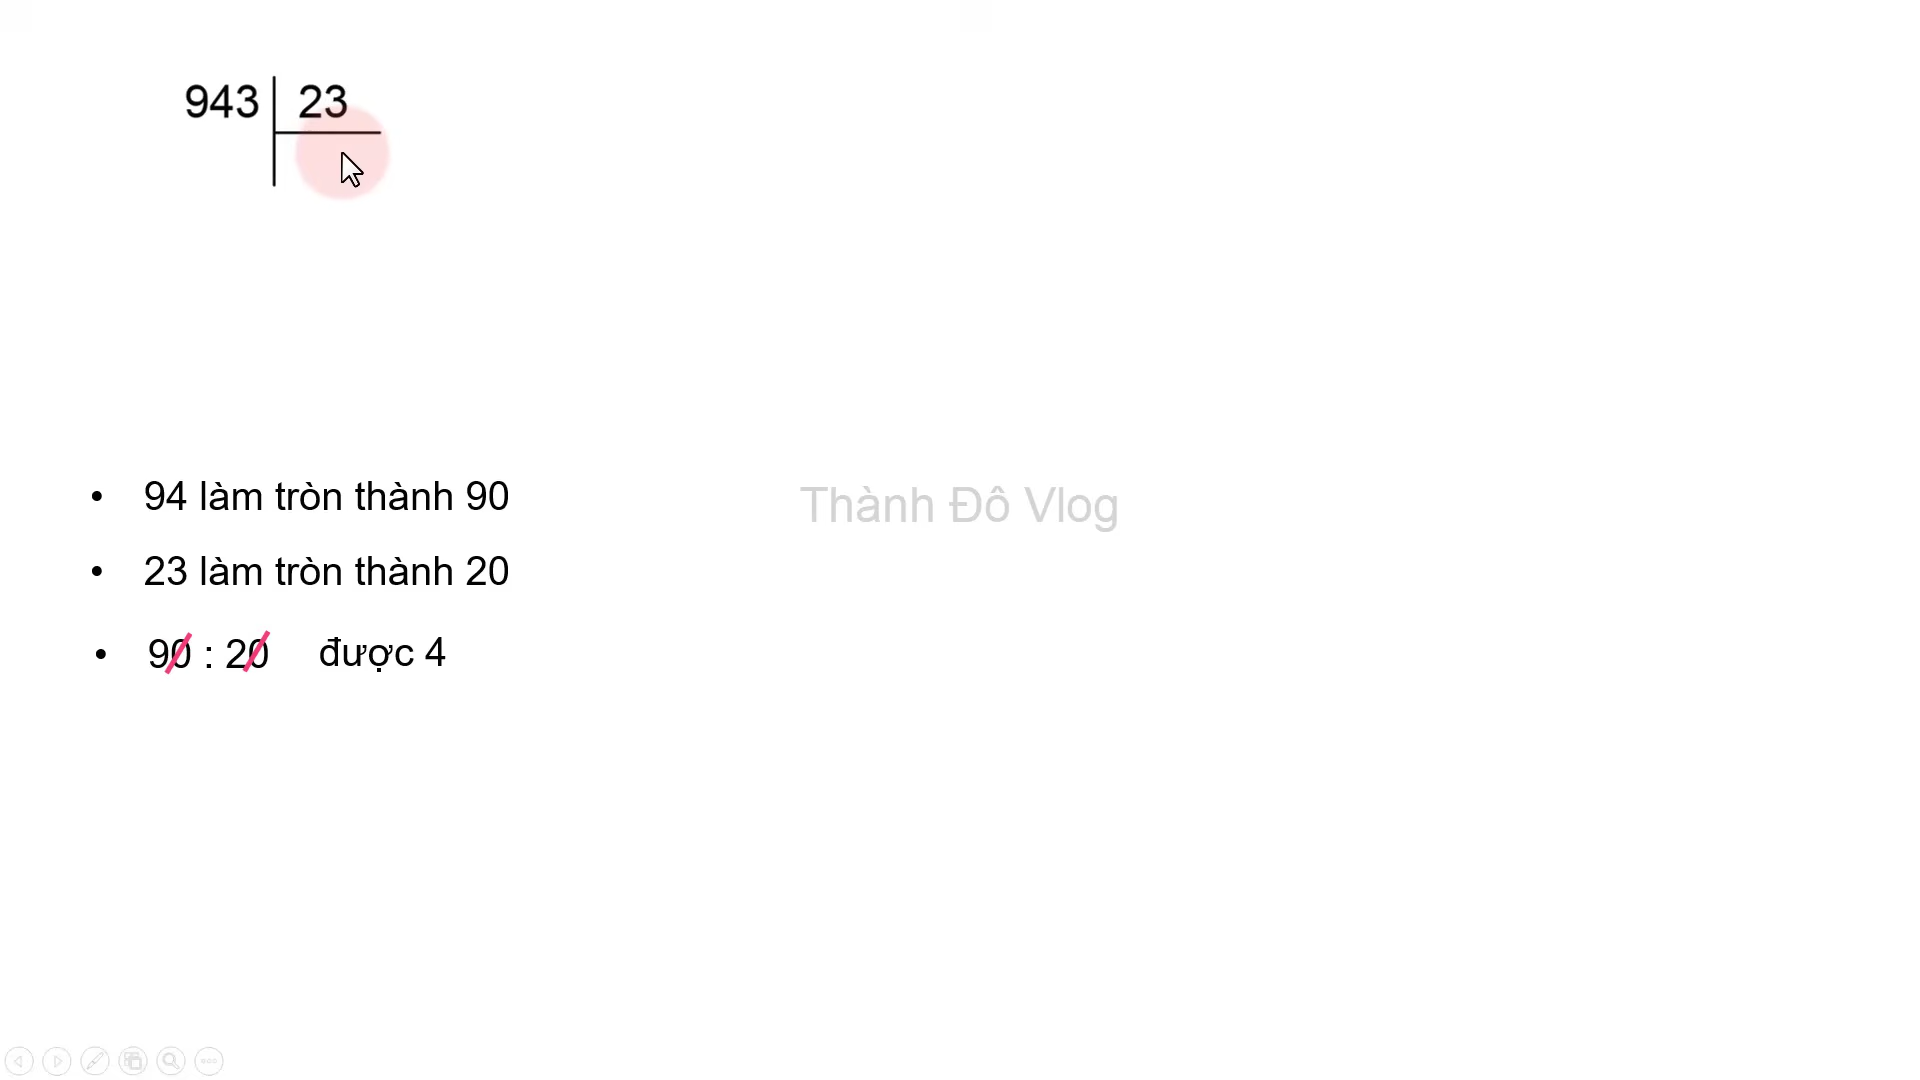 943 23
• 94 làm tròn thành 90
• 23 làm tròn thành 20
• 90 : 20 được 4
Thành Đô Vlog